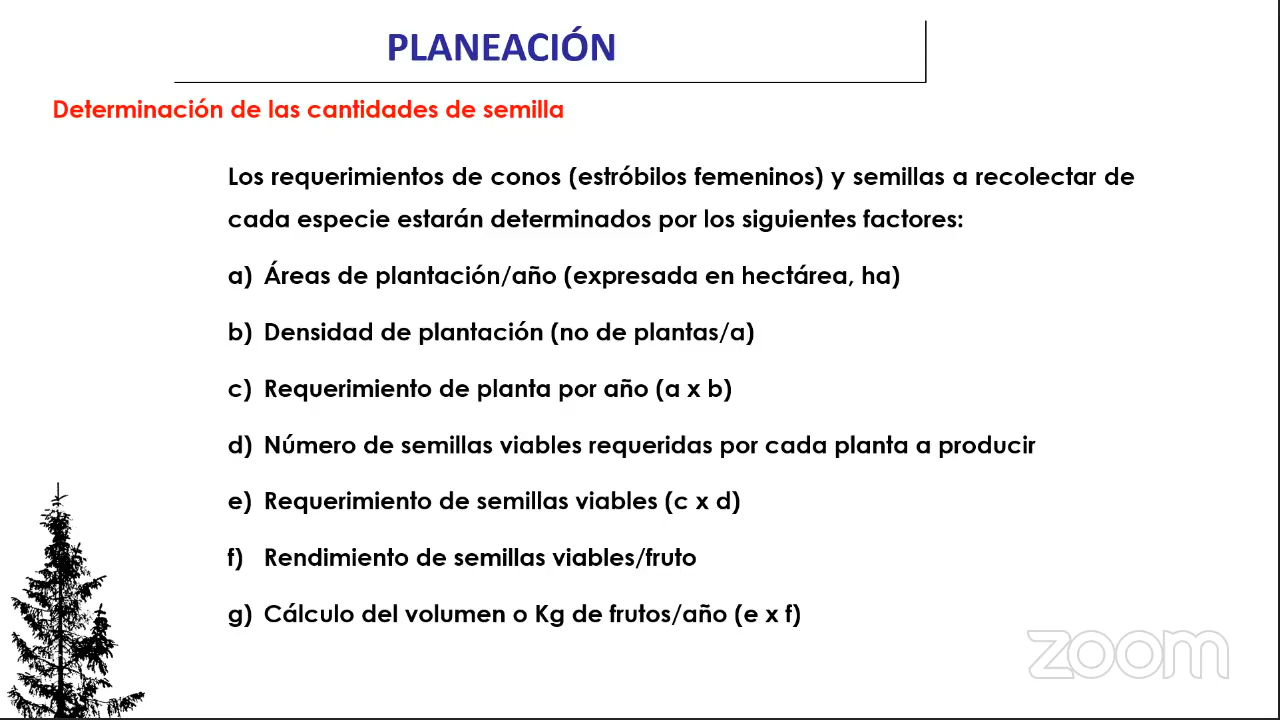 PLANEACIÓN
Determinación de las cantidades de semilla
Los requerimientos de conos (estróbilos femeninos) y semillas a recolectar de
cada especie estarán determinados por los siguientes factores:
a) Áreas de plantación/año (expresada en hectárea, ha)
b) Densidad de plantación (no de plantas/a)
c) Requerimiento de planta por año (a x b)
d) Número de semillas viables requeridas por cada planta a producir
e) Requerimiento de semillas viables (c x d)
f) Rendimiento de semillas viables/fruto
g) Cálculo del volumen o Kg de frutos/año (e x f)
zoom